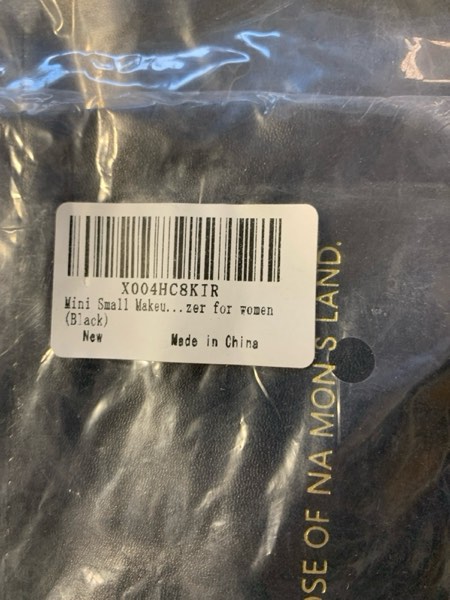 X004HC8KIR
Mini Small Makeu...zer for women
(Black)
New Made in China
OSE OF NA MON'S LAND.